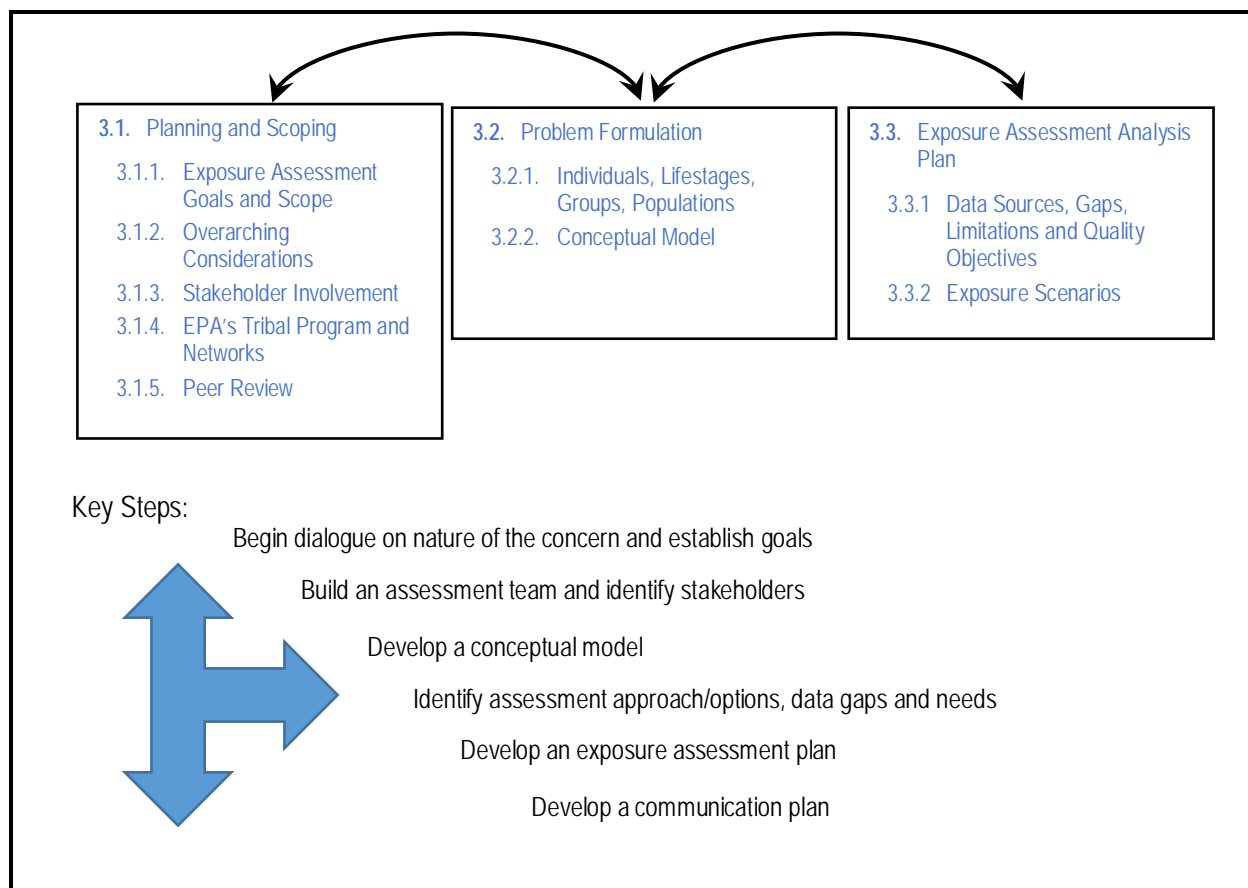 3.1. Planning and Scoping
3.1.1. Exposure Assessment
Goals and Scope
3.1.2. Overarching
Considerations
3.1.3. Stakeholder Involvement
3.1.4. EPA's Tribal Program and
Networks
3.1.5. Peer Review
3.2. Problem Formulation
3.2.1. Individuals, Lifestages,
Groups, Populations
3.2.2. Conceptual Model
3.3. Exposure Assessment Analysis
Plan
3.3.1 Data Sources, Gaps,
Limitations and Quality
Objectives
3.3.2 Exposure Scenarios
Key Steps:
Begin dialogue on nature of the concern and establish goals
Build an assessment team and identify stakeholders
Develop a conceptual model
Identify assessment approach/options, data gaps and needs
Develop an exposure assessment plan
Develop a communication plan